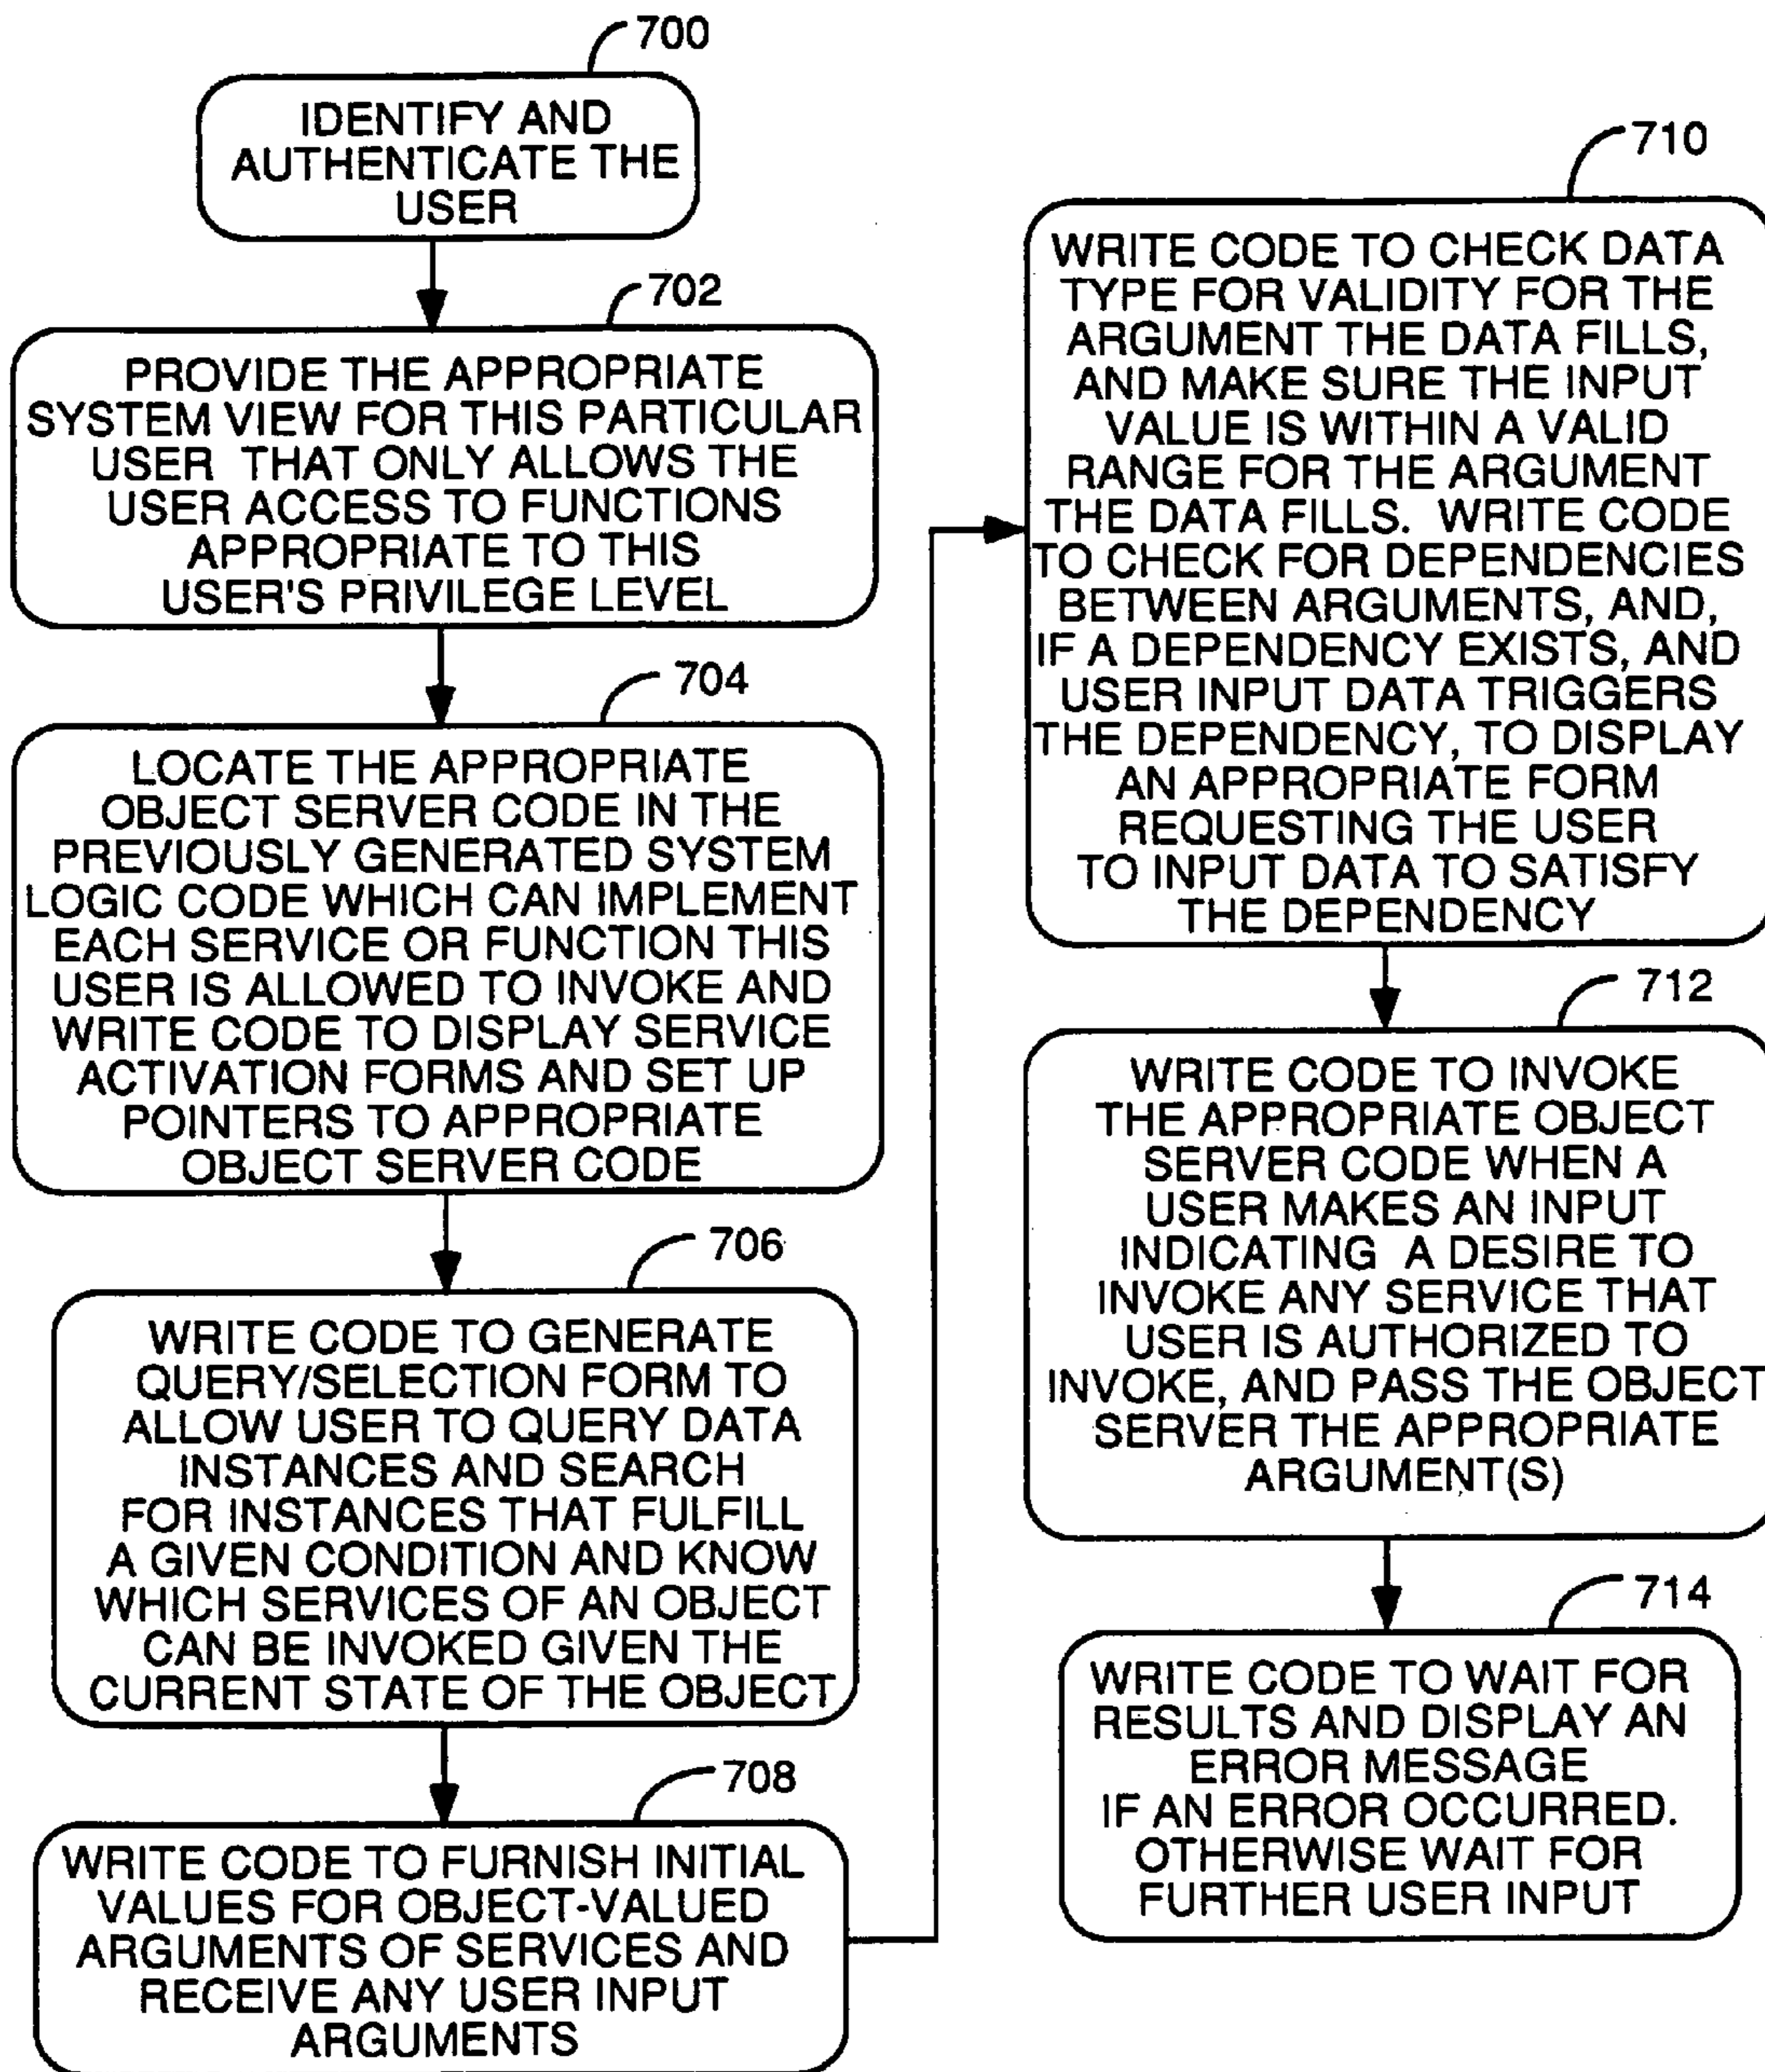 700
IDENTIFY AND
AUTHENTICATE THE
USER
702
PROVIDE THE APPROPRIATE
SYSTEM VIEW FOR THIS PARTICULAR
USER THAT ONLY ALLOWS THE
USER ACCESS TO FUNCTIONS
APPROPRIATE TO THIS
USER'S PRIVILEGE LEVEL
704
LOCATE THE APPROPRIATE
OBJECT SERVER CODE IN THE
PREVIOUSLY GENERATED SYSTEM
LOGIC CODE WHICH CAN IMPLEMENT
EACH SERVICE OR FUNCTION THIS
USER IS ALLOWED TO INVOKE AND
WRITE CODE TO DISPLAY SERVICE
ACTIVATION FORMS AND SET UP
POINTERS TO APPROPRIATE
OBJECT SERVER CODE
706
WRITE CODE TO GENERATE
QUERY/SELECTION FORM TO
ALLOW USER TO QUERY DATA
INSTANCES AND SEARCH
FOR INSTANCES THAT FULFILL
A GIVEN CONDITION AND KNOW
WHICH SERVICES OF AN OBJECT
CAN BE INVOKED GIVEN THE
CURRENT STATE OF THE OBJECT
708
WRITE CODE TO FURNISH INITIAL
VALUES FOR OBJECT-VALUED
ARGUMENTS OF SERVICES AND
RECEIVE ANY USER INPUT
ARGUMENTS
710
WRITE CODE TO CHECK DATA
TYPE FOR VALIDITY FOR THE
ARGUMENT THE DATA FILLS,
AND MAKE SURE THE INPUT
VALUE IS WITHIN A VALID
RANGE FOR THE ARGUMENT
THE DATA FILLS. WRITE CODE
TO CHECK FOR DEPENDENCIES
BETWEEN ARGUMENTS, AND,
IF A DEPENDENCY EXISTS, AND
USER INPUT DATA TRIGGERS
THE DEPENDENCY, TO DISPLAY
AN APPROPRIATE FORM
REQUESTING THE USER
TO INPUT DATA TO SATISFY
THE DEPENDENCY
712
WRITE CODE TO INVOKE
THE APPROPRIATE OBJECT
SERVER CODE WHEN A
USER MAKES AN INPUT
INDICATING A DESIRE TO
INVOKE ANY SERVICE THAT
USER IS AUTHORIZED TO
INVOKE, AND PASS THE OBJECT
SERVER THE APPROPRIATE
ARGUMENT(S)
714
WRITE CODE TO WAIT FOR
RESULTS AND DISPLAY AN
ERROR MESSAGE
IF AN ERROR OCCURRED.
OTHERWISE WAIT FOR
FURTHER USER INPUT